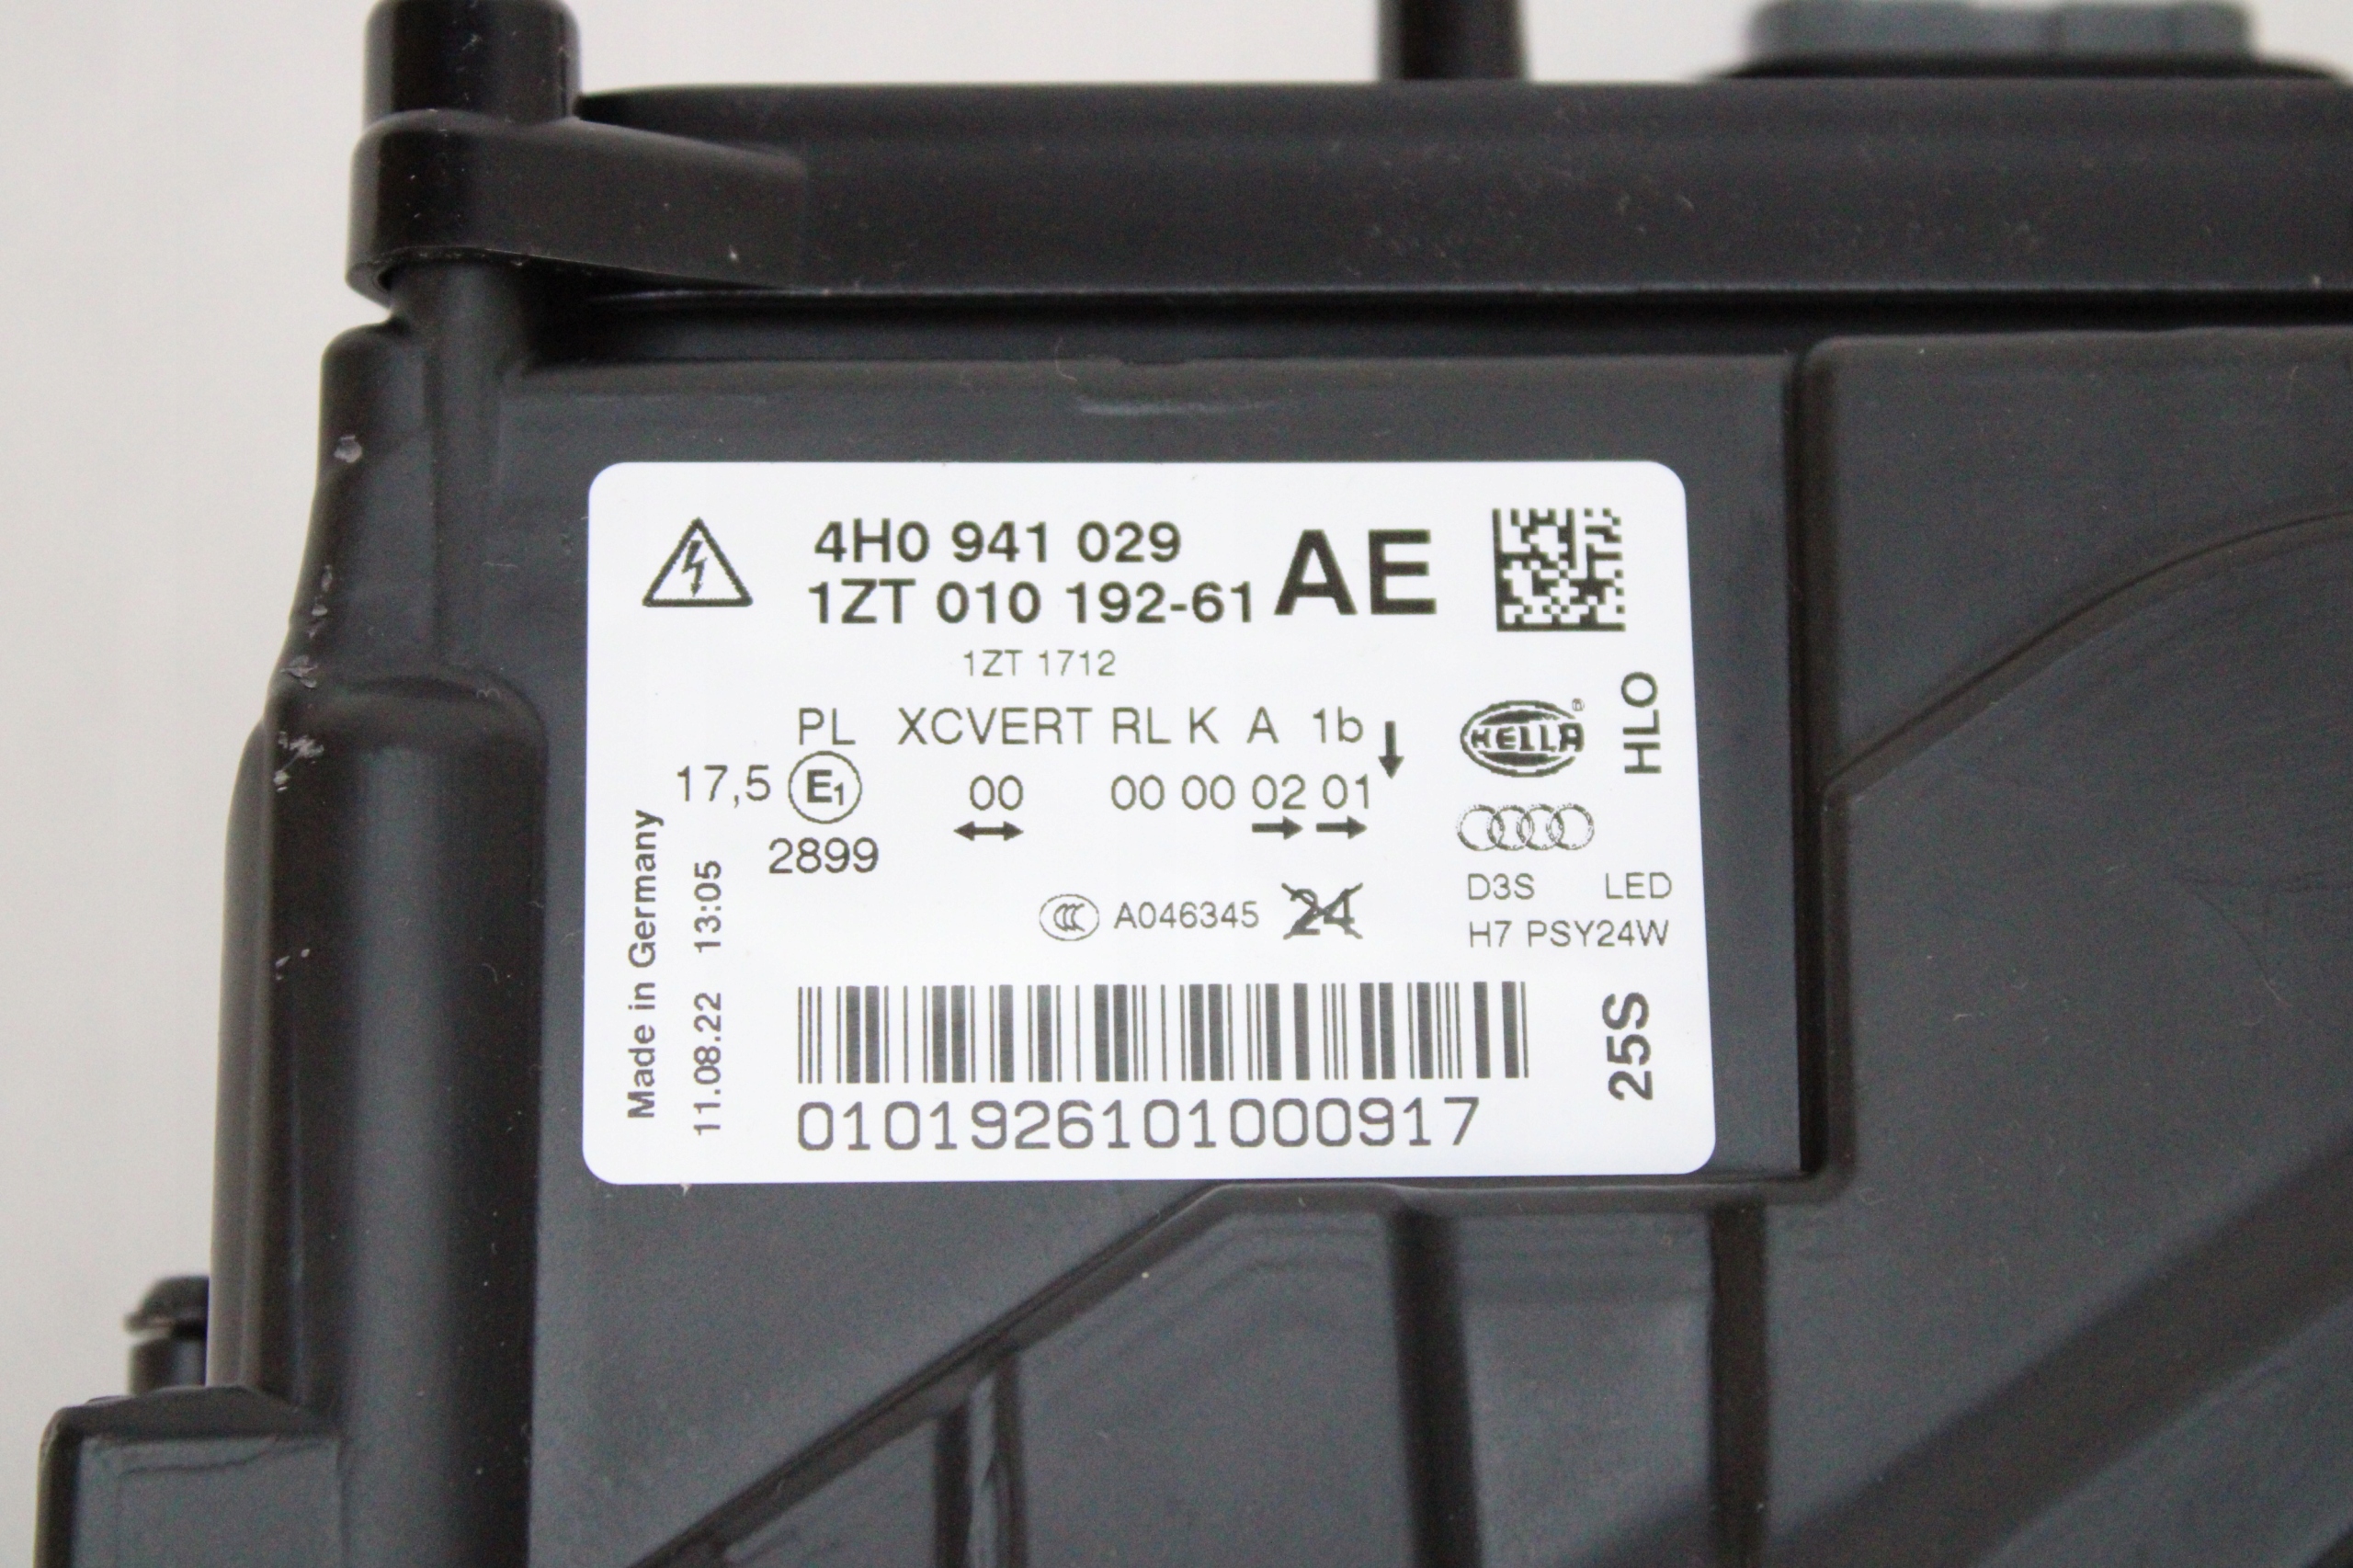 4H0 941 029
1ZT 010 192-61 AE
1ZT 1712
HLO
PL XCVERT RL K A 1b
HELLA
17,5 E1 00 00 00 02 01
2899
Made in Germany
11.08.22 13:05
CCC A046345 24
D3S LED
H7 PSY24W
25S
0101926101000917